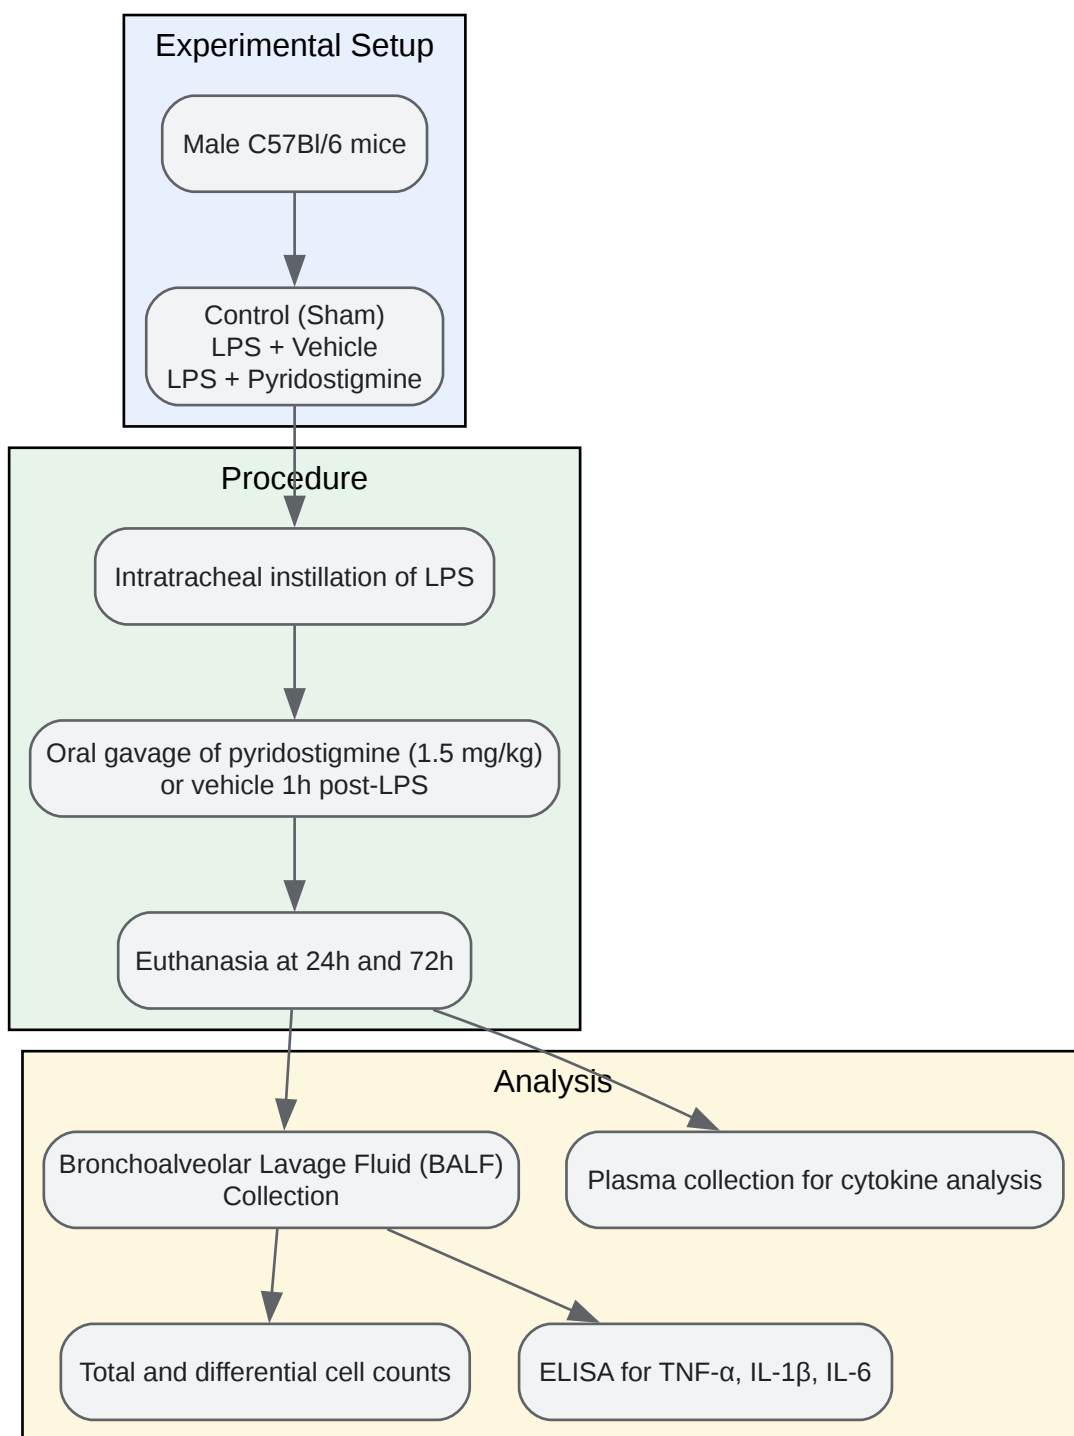 Experimental Setup
Male C57Bl/6 mice
Control (Sham)
LPS + Vehicle
LPS + Pyridostigmine
Procedure
Intratracheal instillation of LPS
Oral gavage of pyridostigmine (1.5 mg/kg)
or vehicle 1h post-LPS
Euthanasia at 24h and 72h
Analysis
Bronchoalveolar Lavage Fluid (BALF)
Collection
Plasma collection for cytokine analysis
Total and differential cell counts
ELISA for TNF-α, IL-1β, IL-6